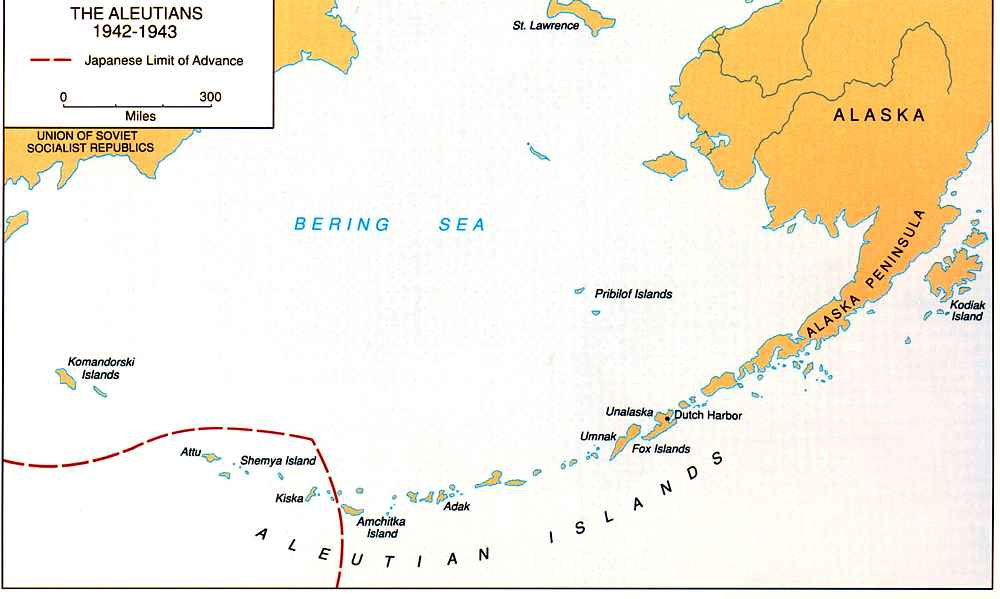 THE ALEUTIANS
1942-1943
Japanese Limit of Advance
0 300
Miles
UNION OF SOVIET
SOCIALIST REPUBLICS
St. Lawrence
ALASKA
BERING SEA
ALASKA PENINSULA
Pribilof Islands
Kodiak
Island
Komandorski
Islands
Unalaska
Dutch Harbor
Umnak
Fox Islands
Attu
Shemya Island
Kiska
Adak
Amchitka
Island
ALEUTIAN ISLANDS